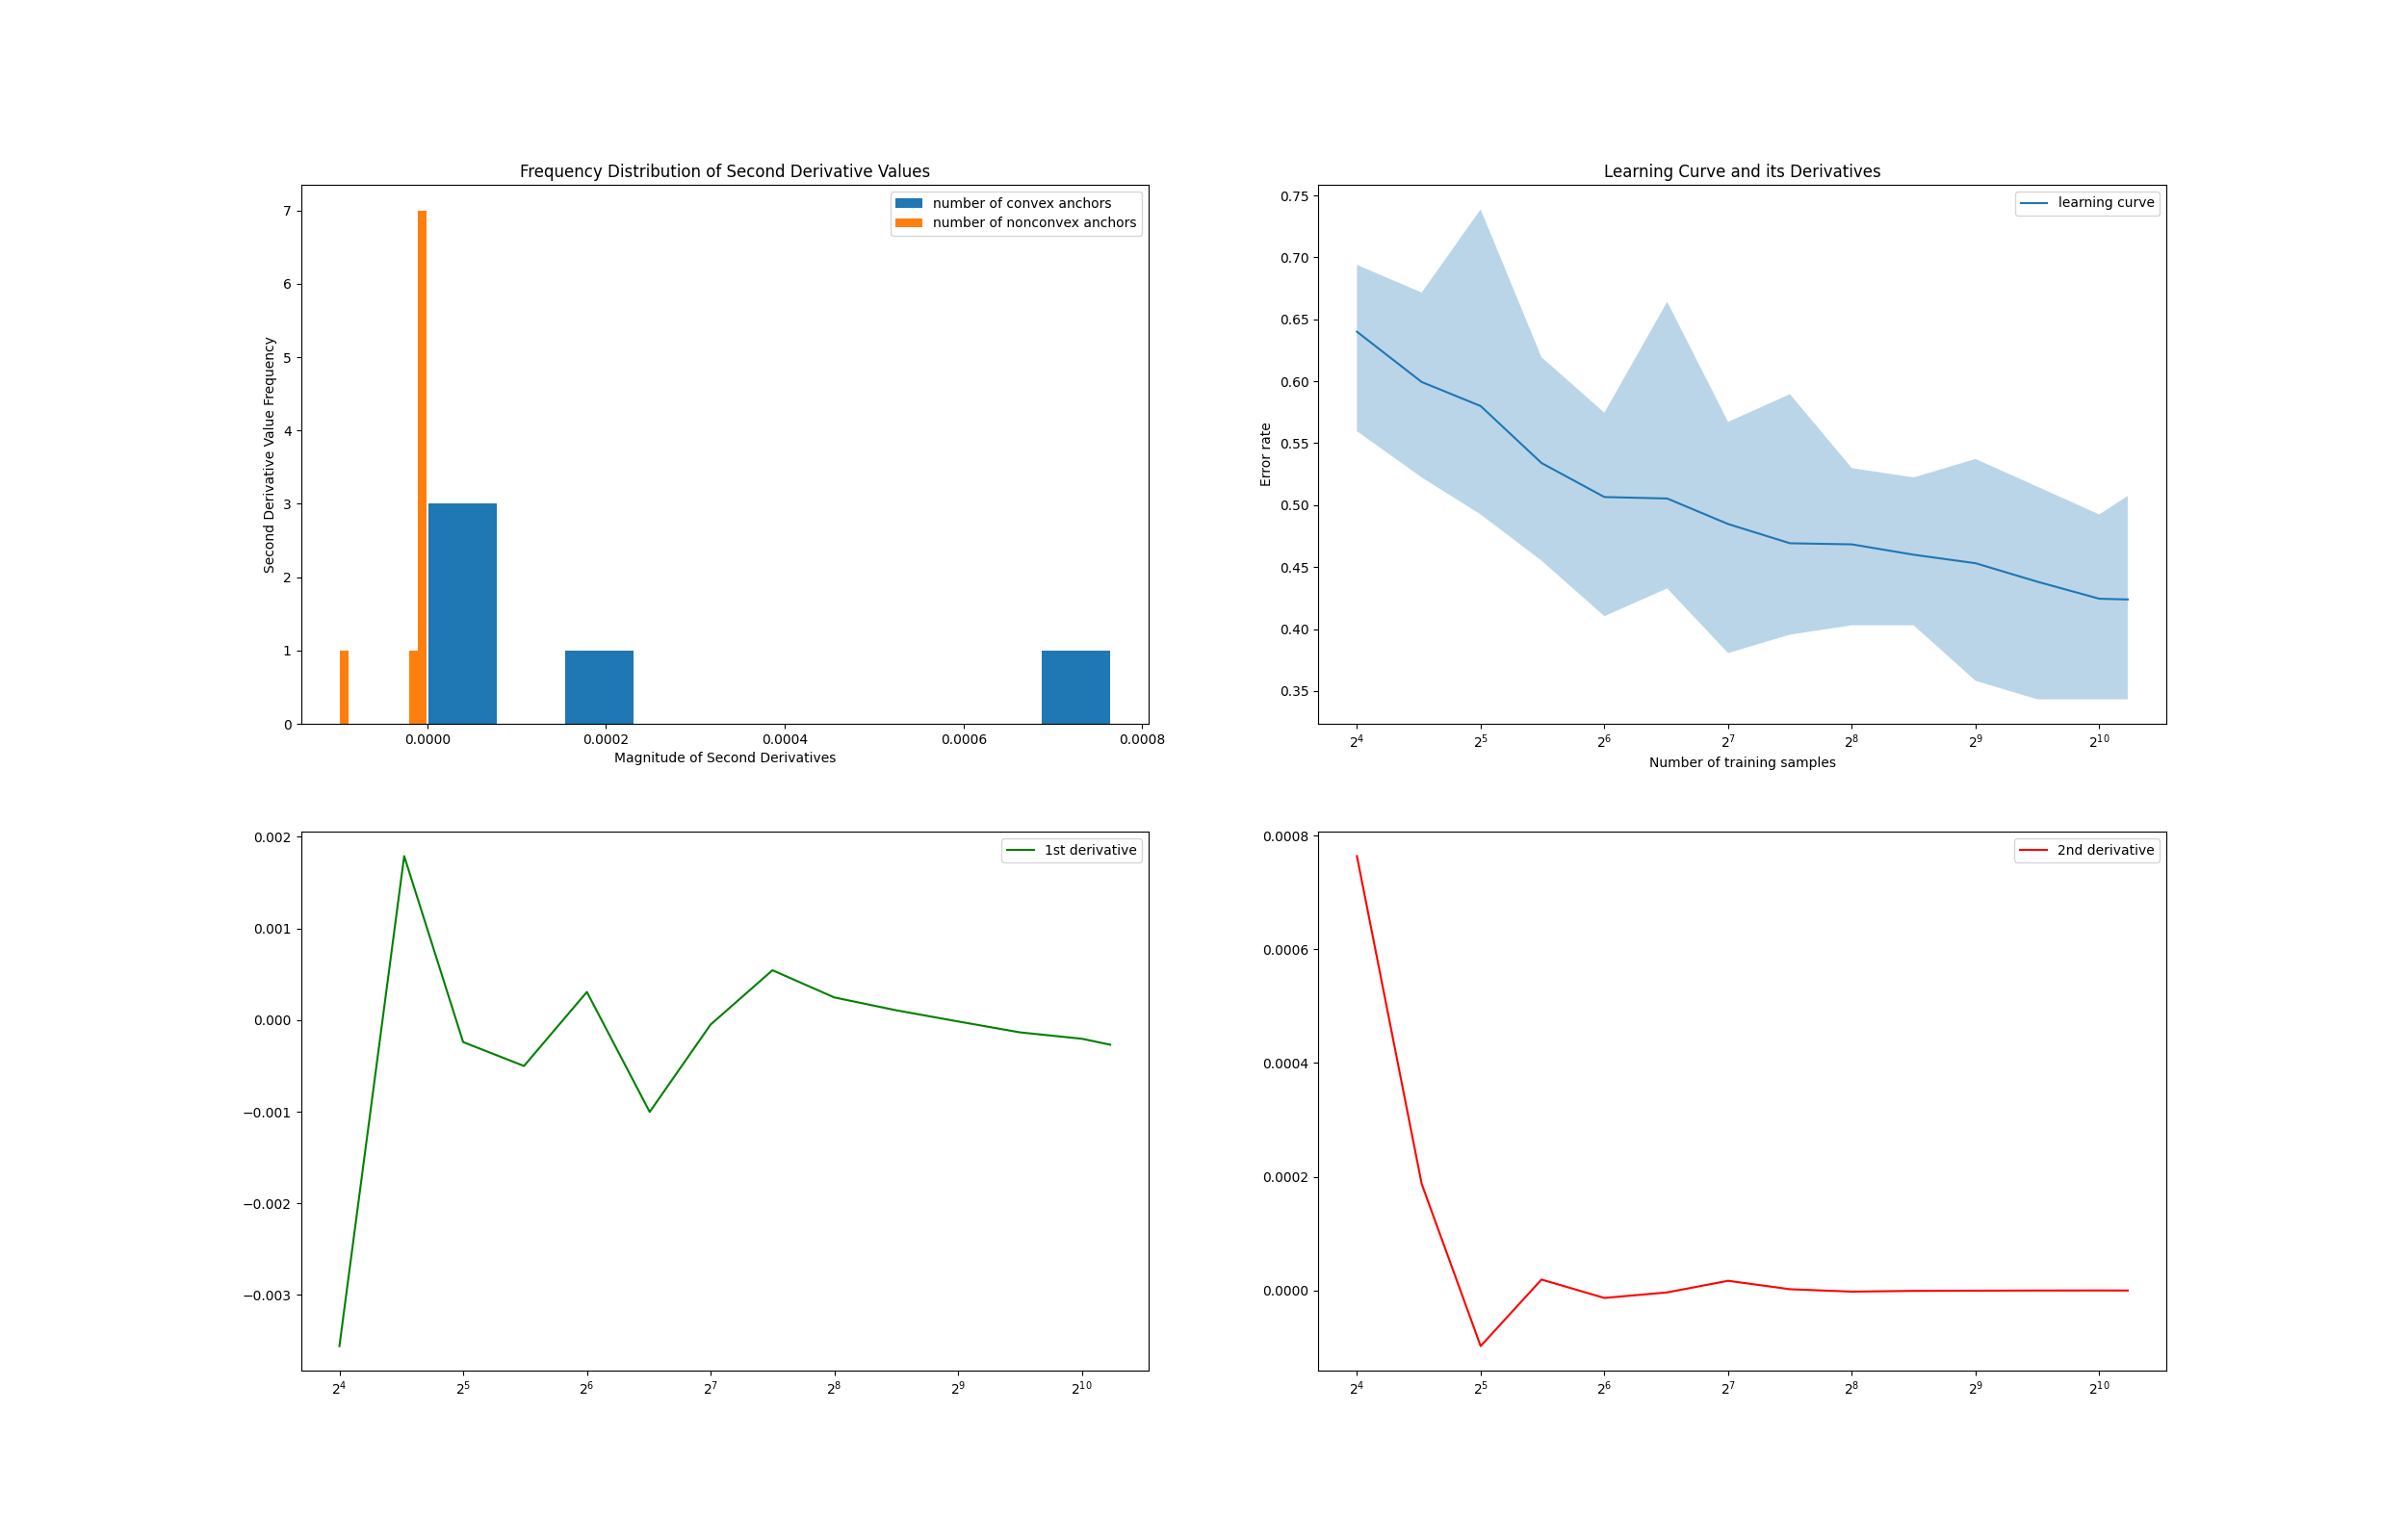 Frequency Distribution of Second Derivative Values
number of convex anchors
number of nonconvex anchors
7
6
5
4
3
2
1
0
Second Derivative Value Frequency
0.0000 0.0002 0.0004 0.0006 0.0008
Magnitude of Second Derivatives
Learning Curve and its Derivatives
learning curve
0.75
0.70
0.65
0.60
0.55
0.50
0.45
0.40
0.35
Error rate
2⁴ 2⁵ 2⁶ 2⁷ 2⁸ 2⁹ 2¹⁰
Number of training samples
1st derivative
0.002
0.001
0.000
−0.001
−0.002
−0.003
2⁴ 2⁵ 2⁶ 2⁷ 2⁸ 2⁹ 2¹⁰
2nd derivative
0.0008
0.0006
0.0004
0.0002
0.0000
2⁴ 2⁵ 2⁶ 2⁷ 2⁸ 2⁹ 2¹⁰